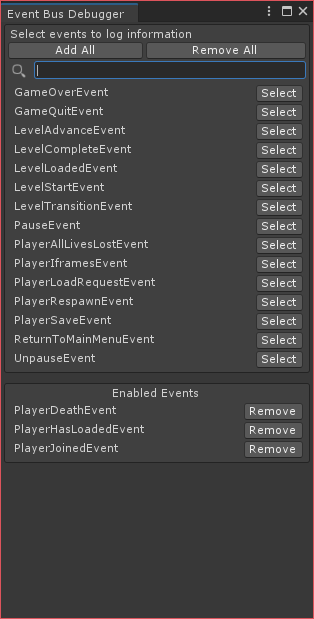 Event Bus Debugger
Select events to log information
Add All Remove All
GameOverEvent Select
GameQuitEvent Select
LevelAdvanceEvent Select
LevelCompleteEvent Select
LevelLoadedEvent Select
LevelStartEvent Select
LevelTransitionEvent Select
PauseEvent Select
PlayerAllLivesLostEvent Select
PlayerIframesEvent Select
PlayerLoadRequestEvent Select
PlayerRespawnEvent Select
PlayerSaveEvent Select
ReturnToMainMenuEvent Select
UnpauseEvent Select
Enabled Events
PlayerDeathEvent Remove
PlayerHasLoadedEvent Remove
PlayerJoinedEvent Remove